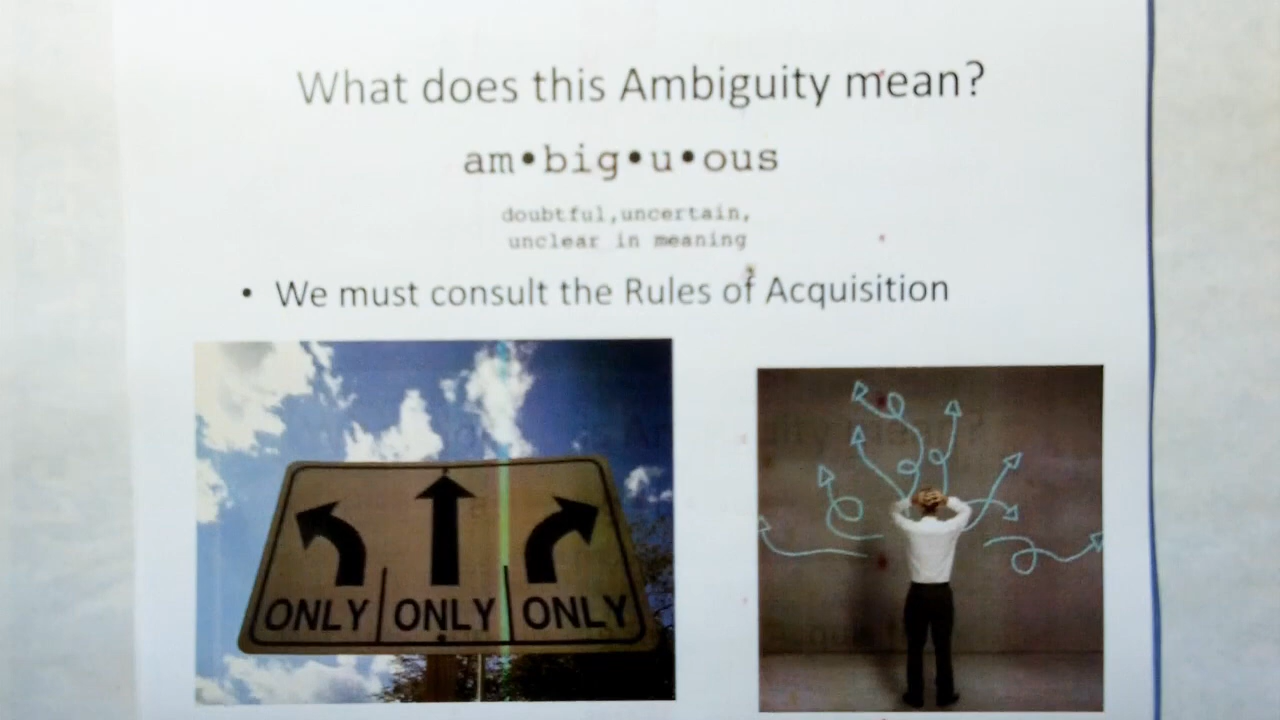 What does this Ambiguity mean?
am•big•u•ous
doubtful,uncertain,
unclear in meaning
• We must consult the Rules of Acquisition
ONLY ONLY ONLY